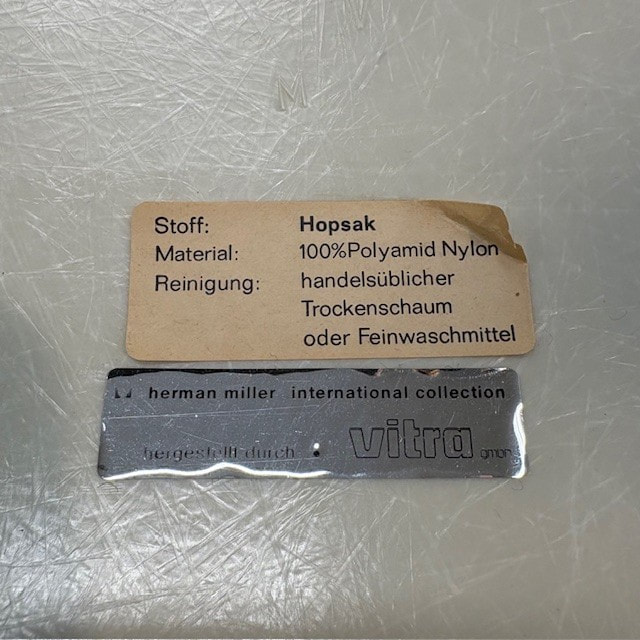 M
Stoff: Hopsak
Material: 100%Polyamid Nylon
Reinigung: handelsüblicher
Trockenschaum
oder Feinwaschmittel
herman miller international collection
hergestellt durch vitra gmbh